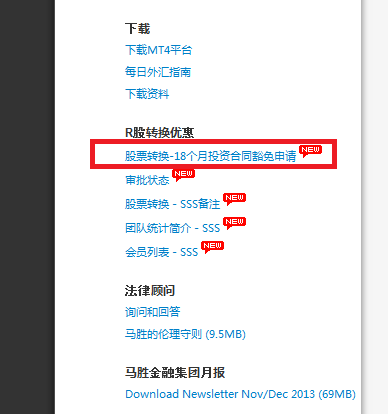 下载
下载MT4平台
每日外汇指南
下载资料
R股转换优惠
股票转换-18个月投资合同豁免申请 NEW
审批状态 NEW
股票转换 - SSS备注 NEW
团队统计简介 - SSS NEW
会员列表 - SSS NEW
法律顾问
询问和回答
马胜的伦理守则 (9.5MB)
马胜金融集团月报
Download Newsletter Nov/Dec 2013 (69MB)